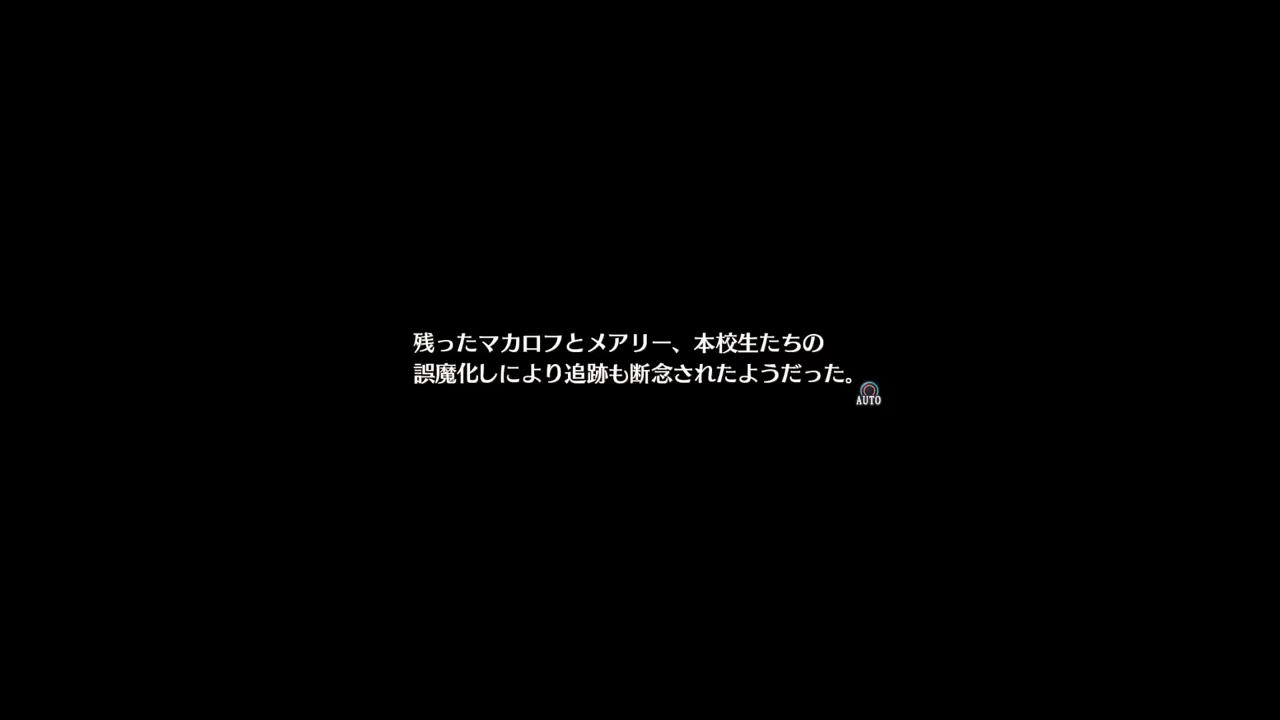 残ったマカロフとメアリー、本校生たちの
誤魔化しにより追跡も断念されたようだった。
AUTO